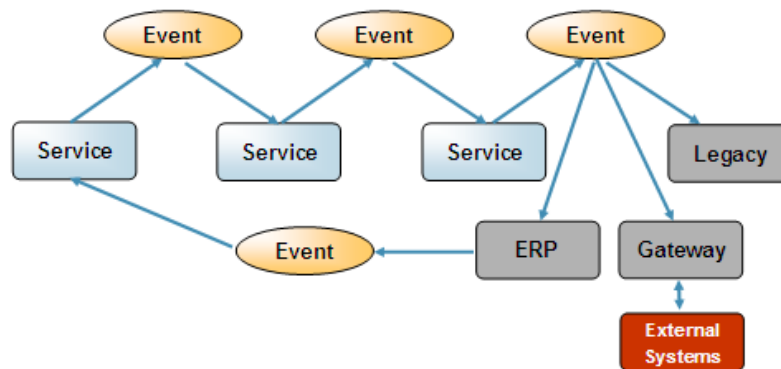 Event
Event
Event
Service
Service
Service
Legacy
Event
ERP
Gateway
External
Systems